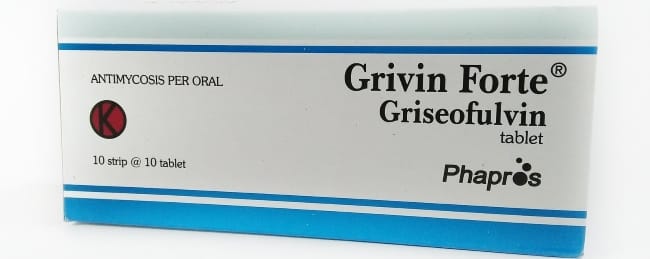 ANTIMYCOSIS PER ORAL
K
10 strip @ 10 tablet
Grivin Forte®
Griseofulvin
tablet
Phapros